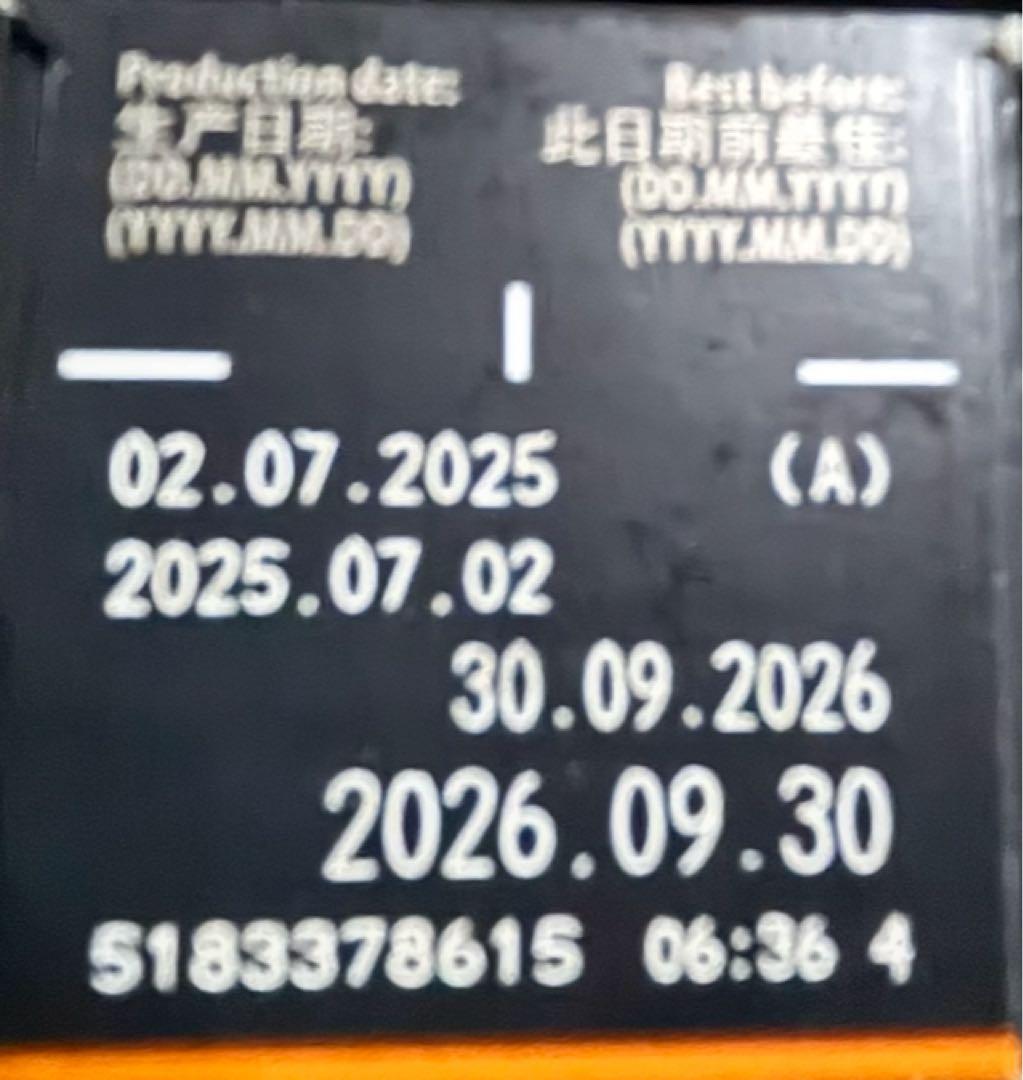 Production date:
生产日期:
(DD.MM.YYYY)
(YYYY.MM.DD)
Best before:
此日期前最佳:
(DD.MM.YYYY)
(YYYY.MM.DD)
02.07.2025 (A)
2025.07.02
30.09.2026
2026.09.30
5183378615 06:36 4